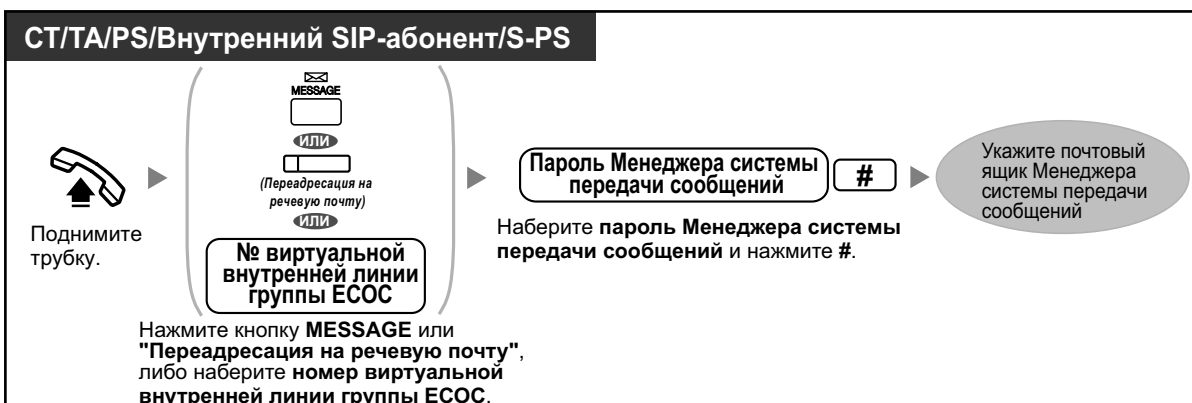 CT/TA/PS/Внутренний SIP-абонент/S-PS
Поднимите
трубку.
MESSAGE
или
(Переадресация на
речевую почту)
или
№ виртуальной
внутренней линии
группы ЕСОС
Нажмите кнопку MESSAGE или
"Переадресация на речевую почту",
либо наберите номер виртуальной
внутренней линии группы ЕСОС.
Пароль Менеджера системы
передачи сообщений
#
Наберите пароль Менеджера системы
передачи сообщений и нажмите #.
Укажите почтовый
ящик Менеджера
системы передачи
сообщений